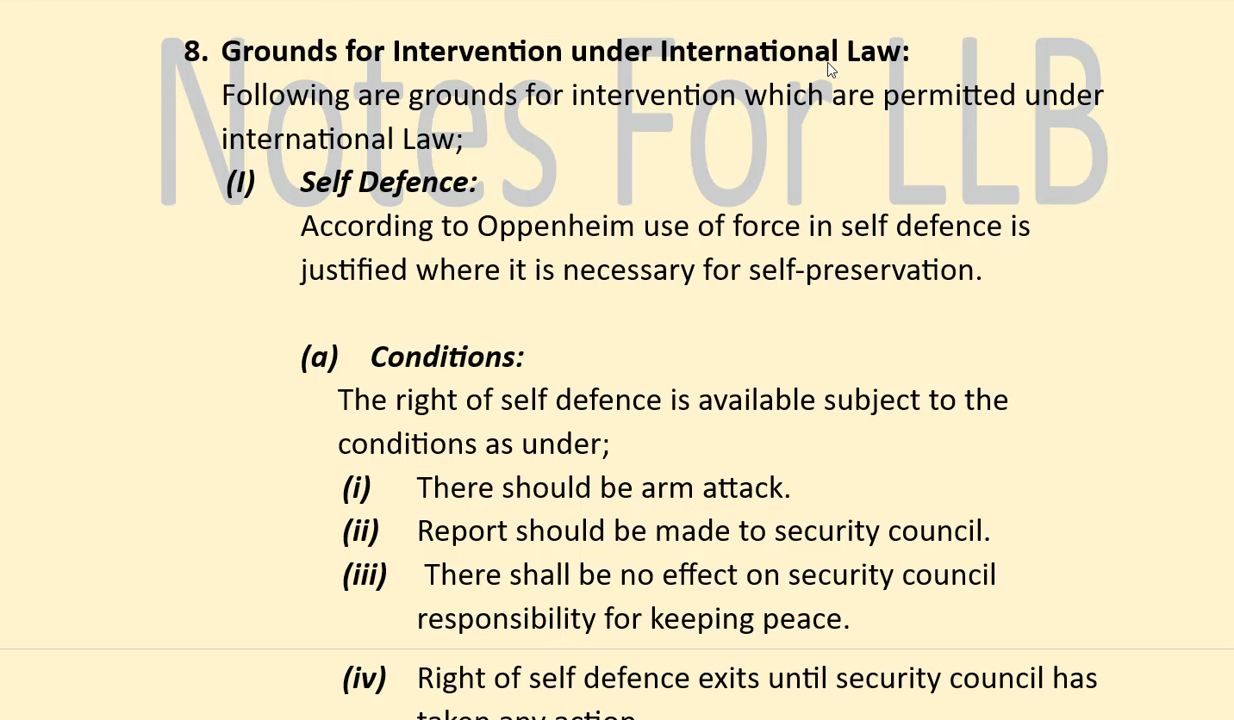 Notes For LLB
8. Grounds for Intervention under International Law:
Following are grounds for intervention which are permitted under
international Law;
(I) Self Defence:
According to Oppenheim use of force in self defence is
justified where it is necessary for self-preservation.
(a) Conditions:
The right of self defence is available subject to the
conditions as under;
(i) There should be arm attack.
(ii) Report should be made to security council.
(iii) There shall be no effect on security council
responsibility for keeping peace.
(iv) Right of self defence exits until security council has
taken any action.